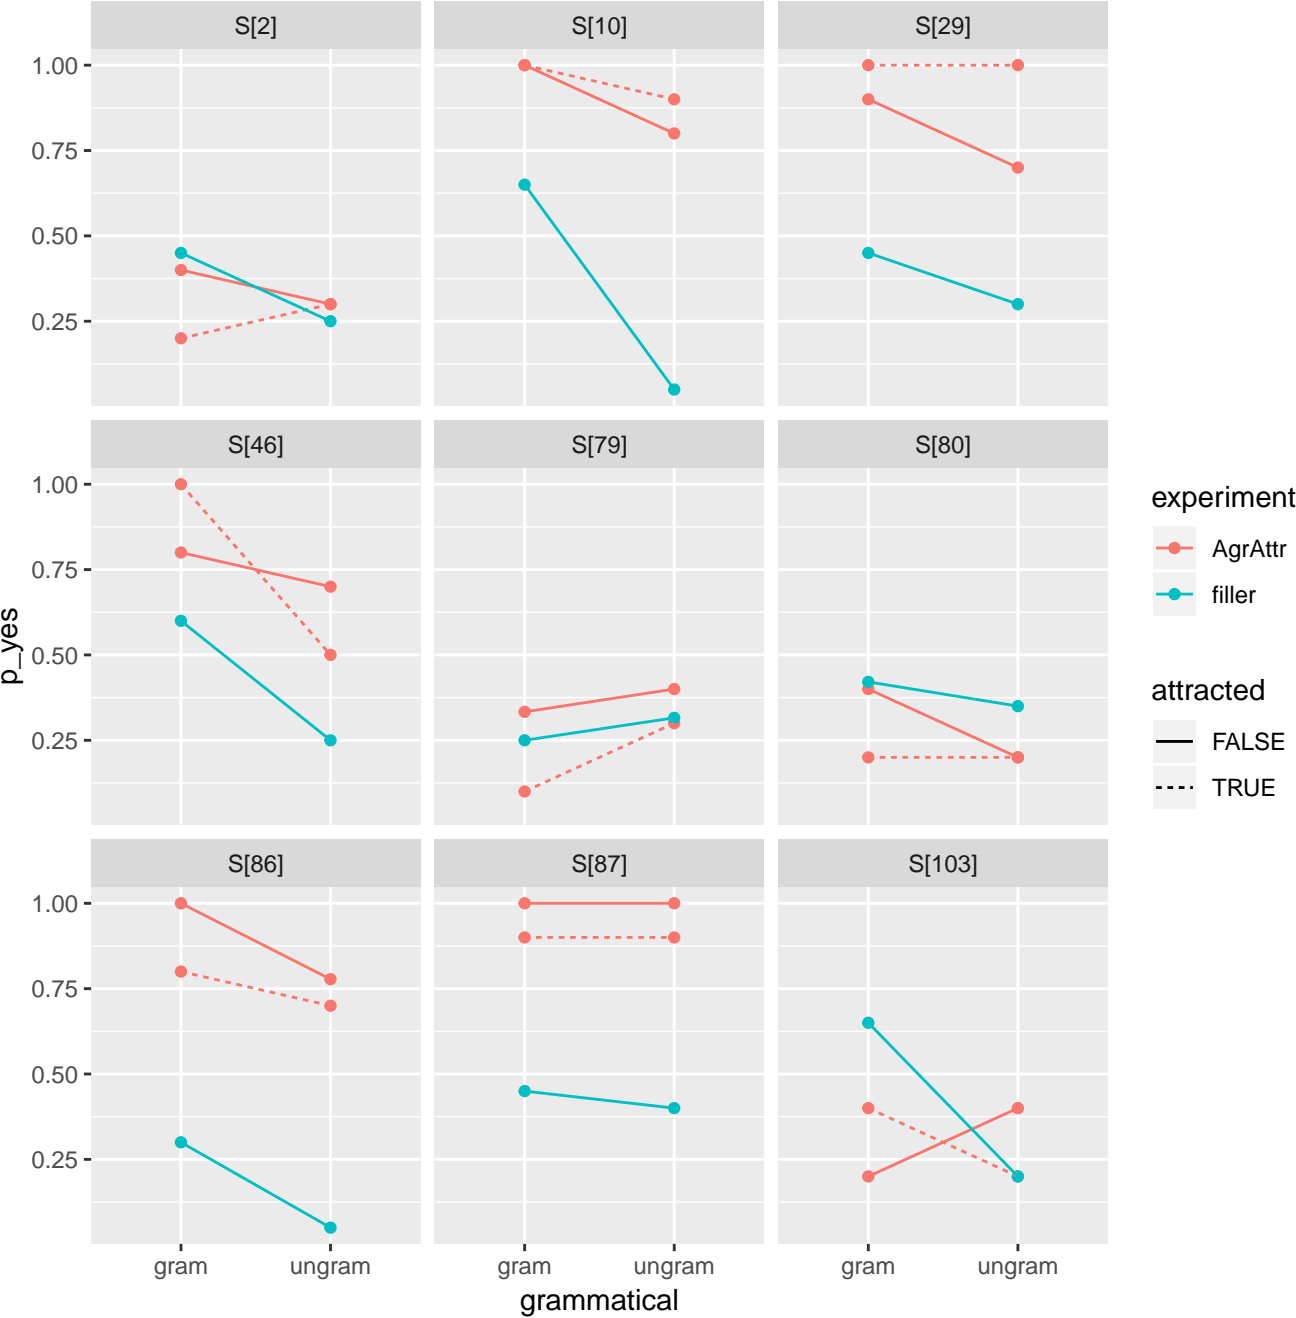 S[2] S[10] S[29]
1.00
0.75
0.50
0.25
S[46] S[79] S[80]
1.00
0.75
0.50
0.25
S[86] S[87] S[103]
1.00
0.75
0.50
0.25
gram ungram gram ungram gram ungram
grammatical
p_yes
experiment
AgrAttr
filler
attracted
FALSE
TRUE